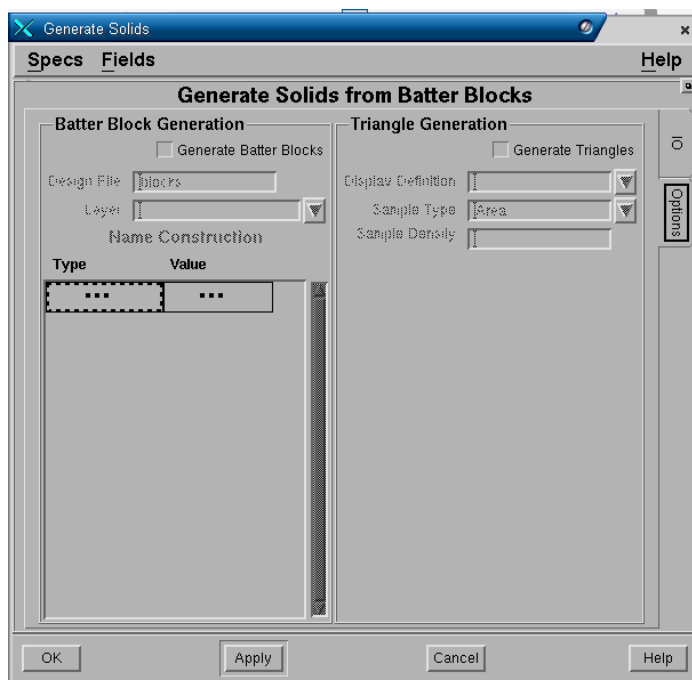 Generate Solids
Specs Fields Help
Generate Solids from Batter Blocks
Batter Block Generation
Generate Batter Blocks
Design File blocks
Layer
Name Construction
Type Value
... ...
Triangle Generation
Generate Triangles
Display Definition
Sample Type Area
Sample Density
IO
Options
OK Apply Cancel Help